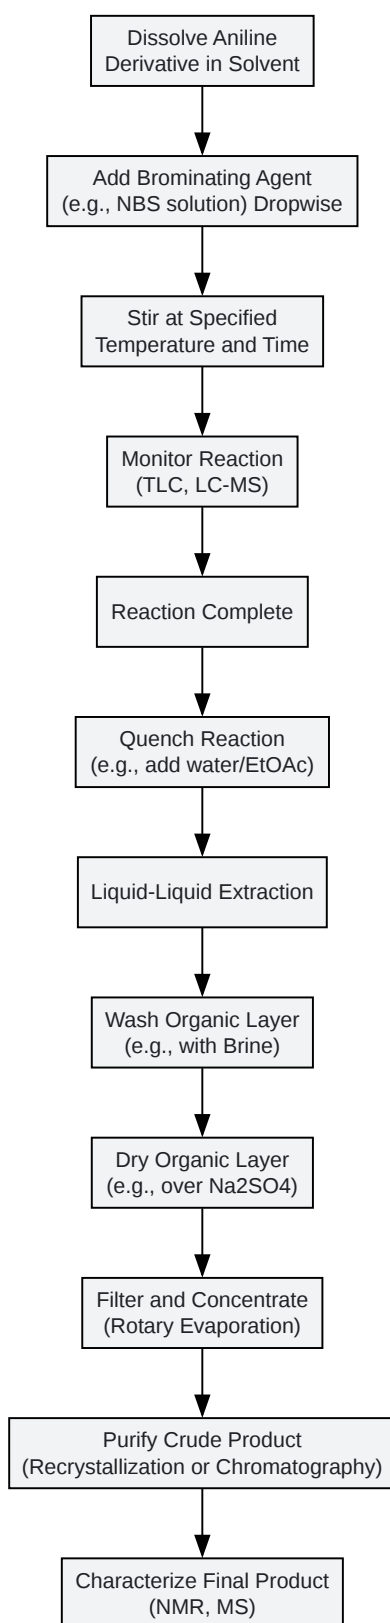 Dissolve Aniline
Derivative in Solvent
Add Brominating Agent
(e.g., NBS solution) Dropwise
Stir at Specified
Temperature and Time
Monitor Reaction
(TLC, LC-MS)
Reaction Complete
Quench Reaction
(e.g., add water/EtOAc)
Liquid-Liquid Extraction
Wash Organic Layer
(e.g., with Brine)
Dry Organic Layer
(e.g., over Na2SO4)
Filter and Concentrate
(Rotary Evaporation)
Purify Crude Product
(Recrystallization or Chromatography)
Characterize Final Product
(NMR, MS)